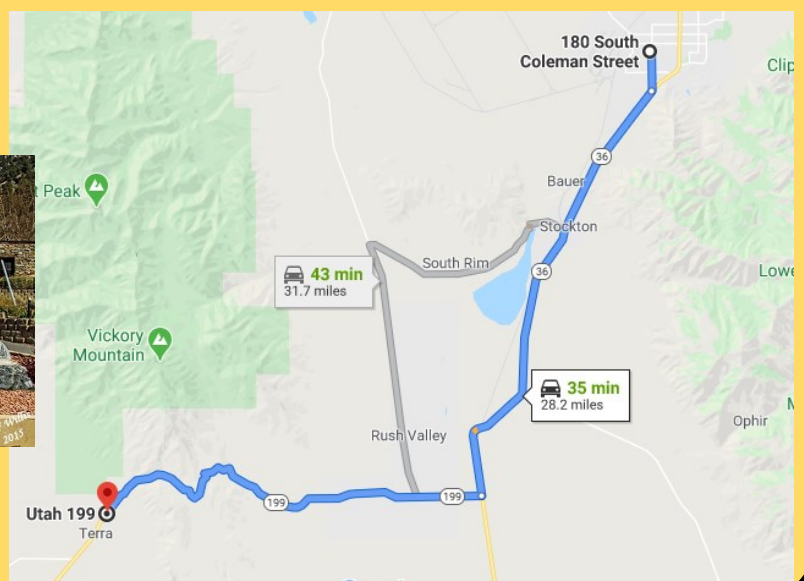 180 South
Coleman Street
Clip
36
t Peak
Bauer
Stockton
South Rim
43 min
31.7 miles
36
Lowe
Vickory
Mountain
35 min
28.2 miles
Willis
2015
Rush Valley
Ophir
199
199
Utah 199
Terra